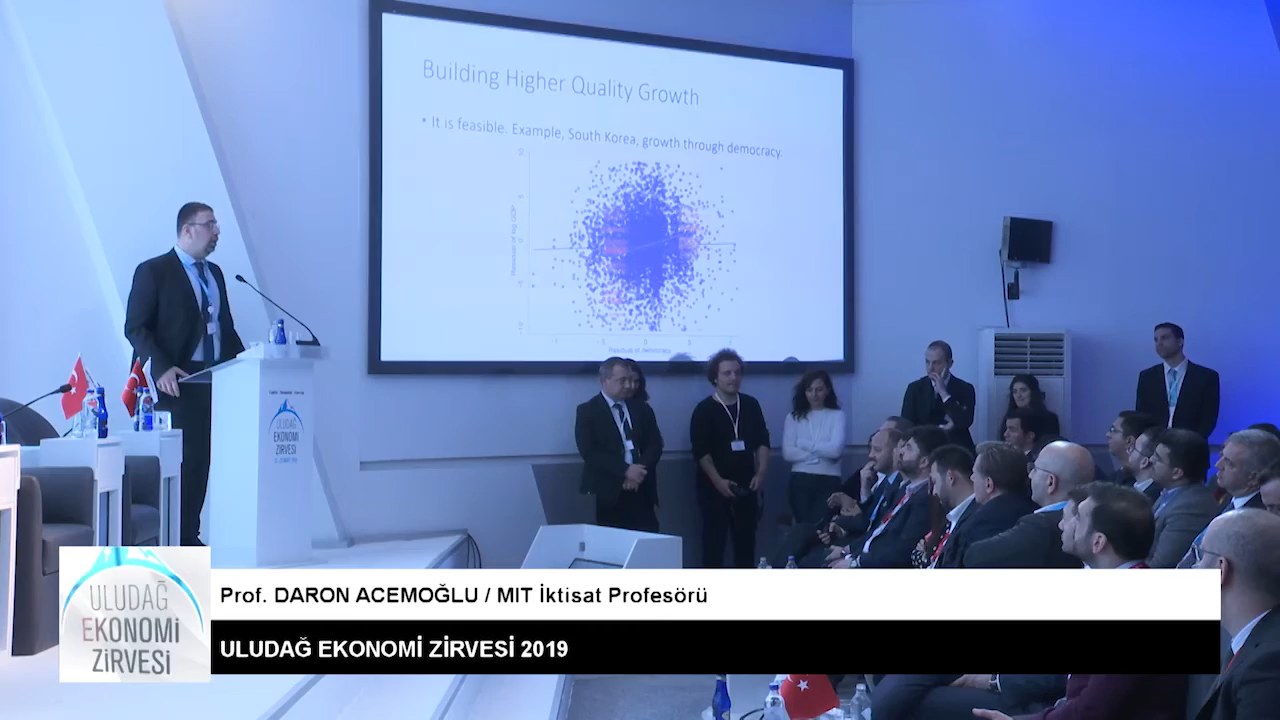 Building Higher Quality Growth
• It is feasible. Example, South Korea, growth through democracy.
ULUDAĞ
EKONOMİ
ZİRVESİ
ULUDAĞ
EKONOMİ
ZİRVESİ
Prof. DARON ACEMOĞLU / MIT İktisat Profesörü
ULUDAĞ EKONOMİ ZİRVESİ 2019